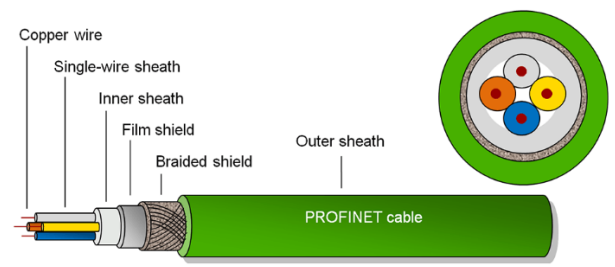 Copper wire
Single-wire sheath
Inner sheath
Film shield
Braided shield
Outer sheath
PROFINET cable